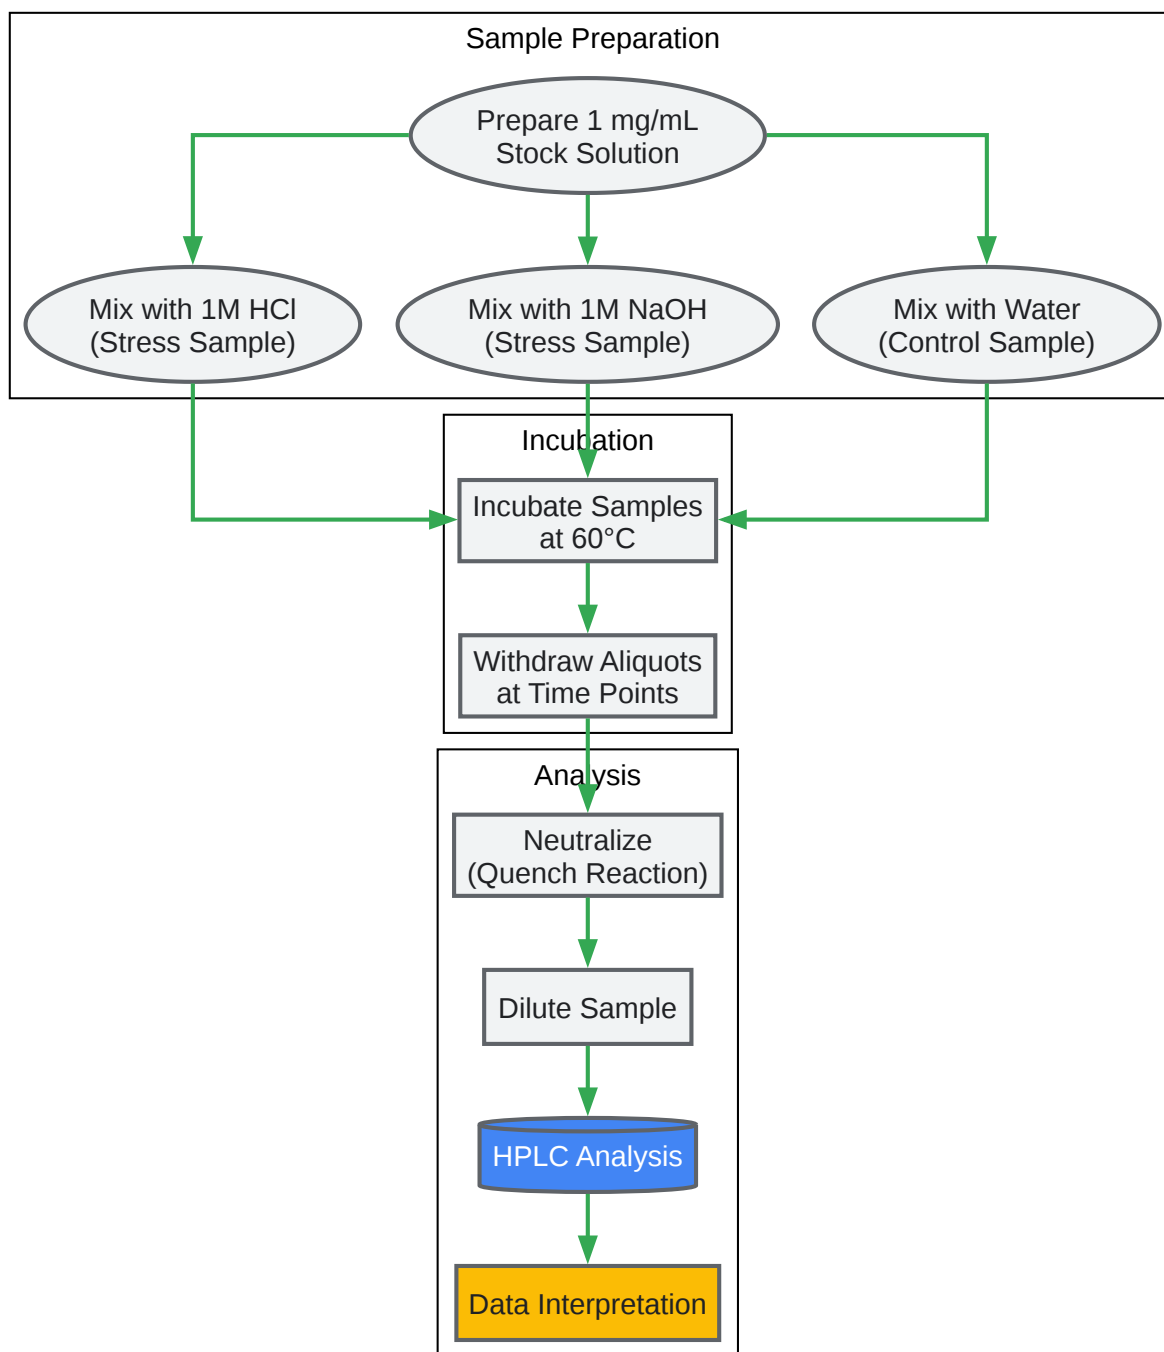 Sample Preparation
Prepare 1 mg/mL
Stock Solution
Mix with 1M HCl
(Stress Sample)
Mix with 1M NaOH
(Stress Sample)
Mix with Water
(Control Sample)
Incubation
Incubate Samples
at 60°C
Withdraw Aliquots
at Time Points
Analysis
Neutralize
(Quench Reaction)
Dilute Sample
HPLC Analysis
Data Interpretation